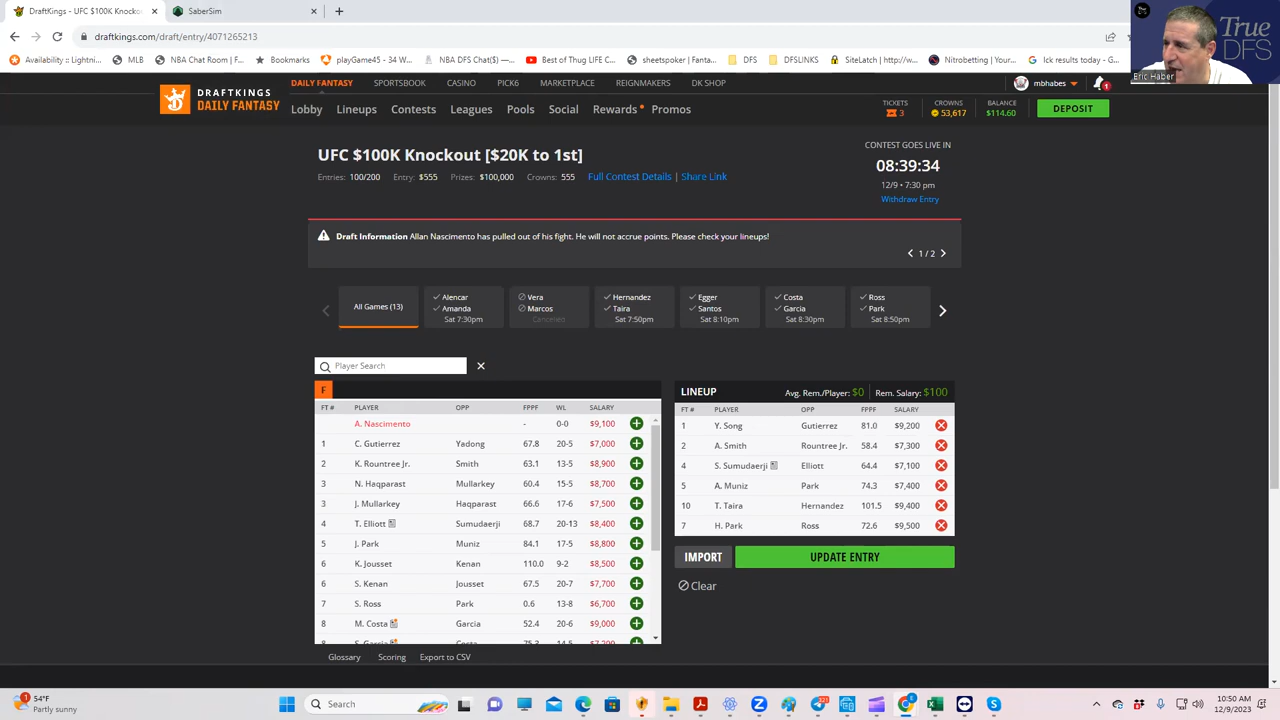 DraftKings - UFC $100K Knocko
SaberSim
draftkings.com/draft/entry/4071265213
Availability :: Lightnin
MLB
NBA Chat Room
Bookmarks
playGame45 - 34 W
NBA DFS Chat($)
Best of Thug LIFE C
sheetspoker - Fanta
DFS
DFSLINKS
SiteLatch | http://w
Nitrobetting | Your
lck results today - G
True
DFS
Eric Haber
DAILY FANTASY
SPORTSBOOK
CASINO
PICK6
MARKETPLACE
REIGNMAKERS
DK SHOP
mbhabes
1
DRAFTKINGS
DAILY FANTASY
Lobby
Lineups
Contests
Leagues
Pools
Social
Rewards
Promos
TICKETS
3
CROWNS
53,617
BALANCE
$114.60
DEPOSIT
UFC $100K Knockout [$20K to 1st]
Entries: 100/200 Entry: $555 Prizes: $100,000 Crowns: 555 Full Contest Details | Share Link
CONTEST GOES LIVE IN
08:39:34
12/9 • 7:30 pm
Withdraw Entry
Draft Information Allan Nascimento has pulled out of his fight. He will not accrue points. Please check your lineups!
1 / 2
All Games (13)
Alencar
Amanda
Sat 7:30pm
Vera
Marcos
Canceled
Hernandez
Taira
Sat 7:50pm
Egger
Santos
Sat 8:10pm
Costa
Garcia
Sat 8:30pm
Ross
Park
Sat 8:50pm
Player Search
F
FT # PLAYER OPP FPPF WL SALARY
A. Nascimento - 0-0 $9,100
1 C. Gutierrez Yadong 67.8 20-5 $7,000
2 K. Rountree Jr. Smith 63.1 13-5 $8,900
3 N. Haqparast Mullarkey 60.4 15-5 $8,700
3 J. Mullarkey Haqparast 66.6 17-6 $7,500
4 T. Elliott Sumudaerji 68.7 20-13 $8,400
5 J. Park Muniz 84.1 17-5 $8,800
6 K. Jousset Kenan 110.0 9-2 $8,500
6 S. Kenan Jousset 67.5 20-7 $7,700
7 S. Ross Park 0.6 13-8 $6,700
8 M. Costa Garcia 52.4 20-6 $9,000
8 S. Garcia Costa 75.3 14-5 $7,200
LINEUP Avg. Rem./Player: $0 Rem. Salary: $100
FT # PLAYER OPP FPPF SALARY
1 Y. Song Gutierrez 81.0 $9,200
2 A. Smith Rountree Jr. 58.4 $7,300
4 S. Sumudaerji Elliott 64.4 $7,100
5 A. Muniz Park 74.3 $7,400
10 T. Taira Hernandez 101.5 $9,400
7 H. Park Ross 72.6 $9,500
IMPORT
UPDATE ENTRY
Clear
Glossary
Scoring
Export to CSV
54°F
Partly sunny
Search
10:50 AM
12/9/2023